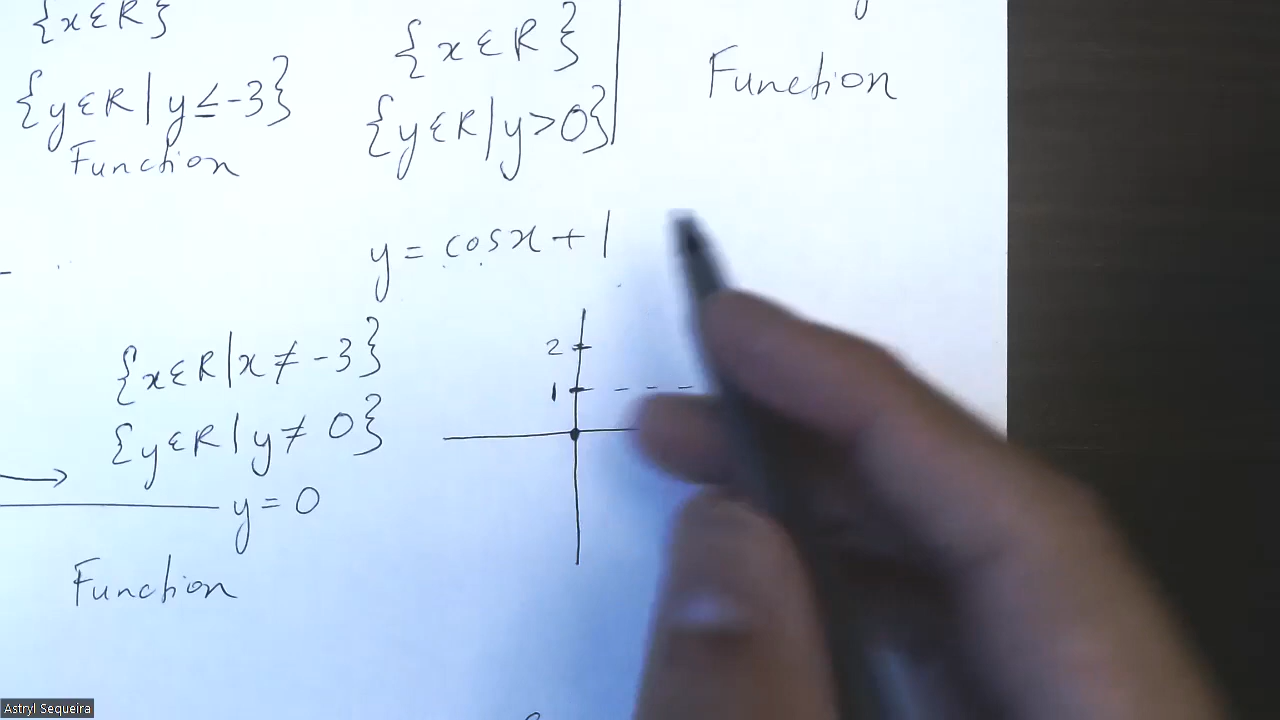 {x∈R}
{y∈R | y≤-3}
Function
{x∈R}
{y∈R | y>0}
Function
y = cosx + 1
{x∈R | x ≠ -3}
{y∈R | y ≠ 0}
y = 0
Function
2
1
Astryl Sequeira